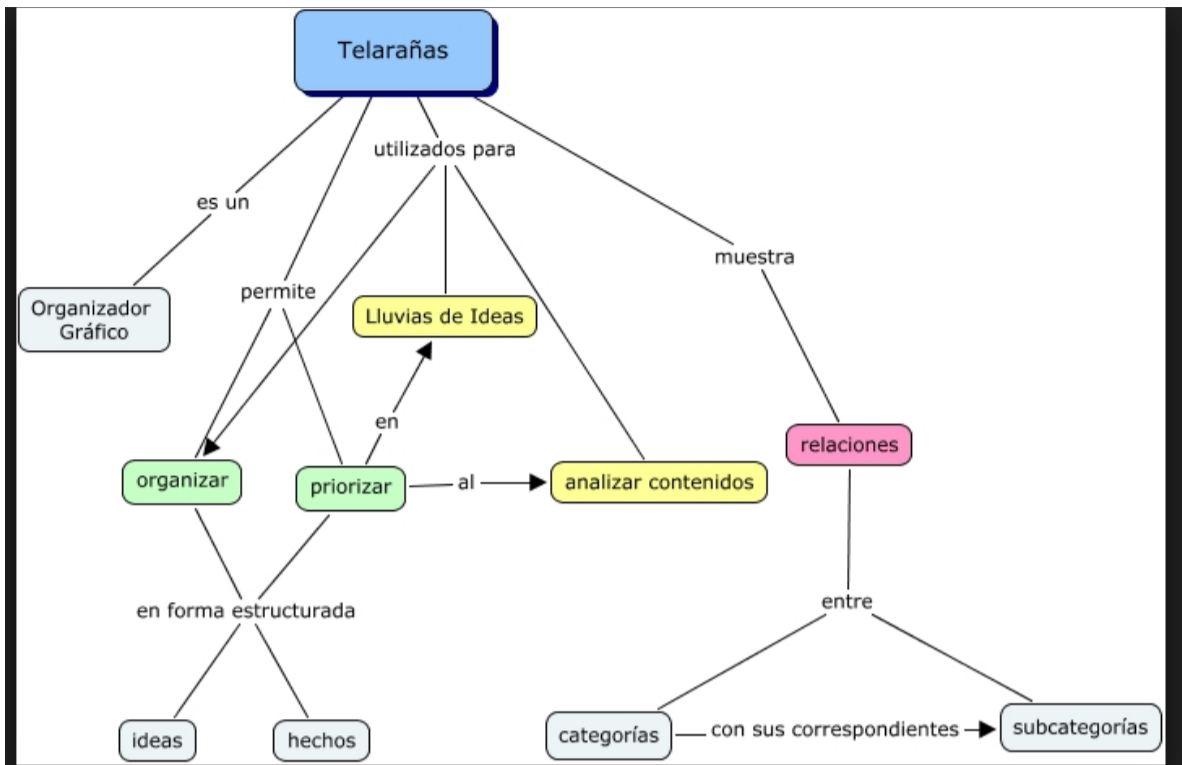 Telarañas
utilizados para
es un
muestra
permite
Organizador
Gráfico
Lluvias de Ideas
en
relaciones
organizar
priorizar
al
analizar contenidos
en forma estructurada
entre
ideas
hechos
categorías
con sus correspondientes
subcategorías